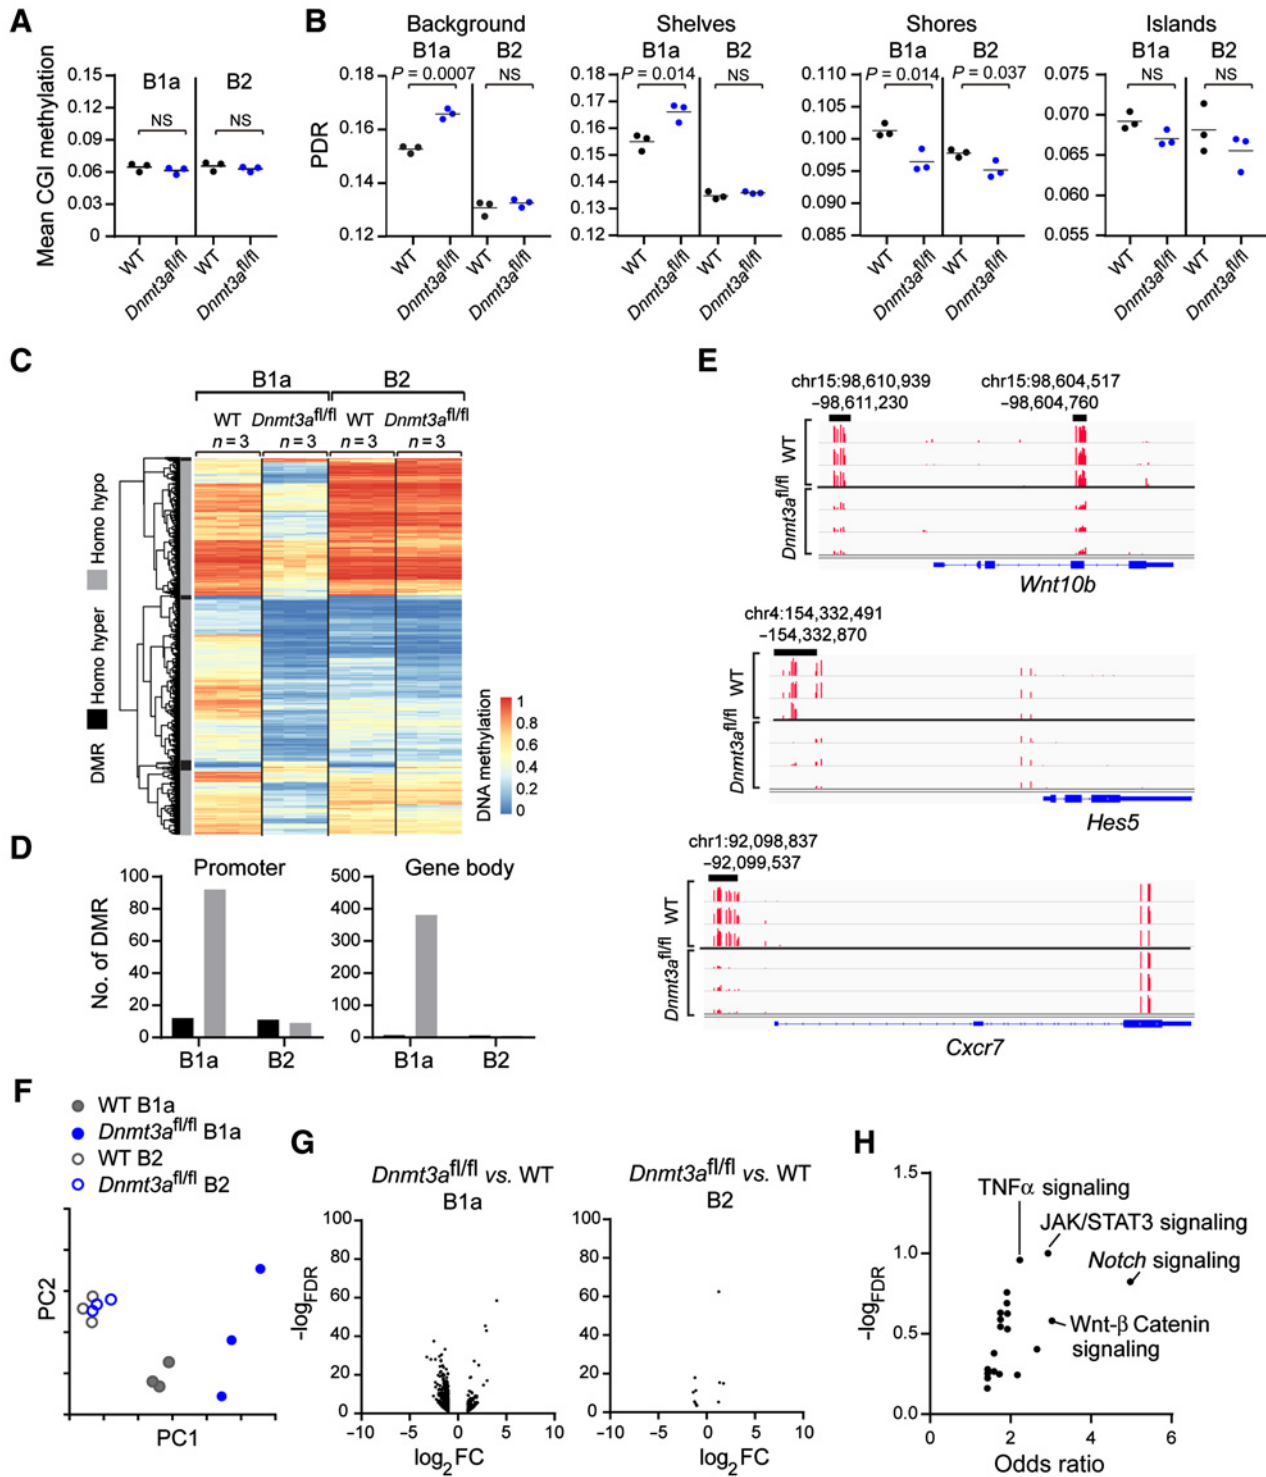 A
Mean CGI methylation
0.15
0.12
0.09
0.06
0.03
0
B1a
B2
NS
NS
WT
Dnmt3afl/fl
WT
Dnmt3afl/fl
B
PDR
Background
B1a
B2
P = 0.0007
NS
0.18
0.16
0.14
0.12
WT
Dnmt3afl/fl
WT
Dnmt3afl/fl
Shelves
B1a
B2
P = 0.014
NS
0.18
0.17
0.16
0.15
0.14
0.13
0.12
WT
Dnmt3afl/fl
WT
Dnmt3afl/fl
Shores
B1a
B2
P = 0.014
P = 0.037
0.110
0.105
0.100
0.095
0.090
0.085
WT
Dnmt3afl/fl
WT
Dnmt3afl/fl
Islands
B1a
B2
NS
NS
0.075
0.070
0.065
0.060
0.055
WT
Dnmt3afl/fl
WT
Dnmt3afl/fl
C
B1a
B2
WT
Dnmt3afl/fl
WT
Dnmt3afl/fl
n = 3
n = 3
n = 3
n = 3
DMR
Homo hyper
Homo hypo
DNA methylation
1
0.8
0.6
0.4
0.2
0
D
No. of DMR
Promoter
100
80
60
40
20
0
B1a
B2
Gene body
500
400
300
200
100
0
B1a
B2
E
chr15:98,610,939
–98,611,230
chr15:98,604,517
–98,604,760
WT
Dnmt3afl/fl
Wnt10b
chr4:154,332,491
–154,332,870
WT
Dnmt3afl/fl
Hes5
chr1:92,098,837
–92,099,537
WT
Dnmt3afl/fl
Cxcr7
F
WT B1a
Dnmt3afl/fl B1a
WT B2
Dnmt3afl/fl B2
PC2
PC1
G
Dnmt3afl/fl vs. WT
B1a
-logFDR
100
80
60
40
20
0
−10
−5
0
5
10
log2FC
Dnmt3afl/fl vs. WT
B2
100
80
60
40
20
0
−10
−5
0
5
10
log2FC
H
-logFDR
1.5
1.0
0.5
0.0
0
2
4
6
Odds ratio
TNFα signaling
JAK/STAT3 signaling
Notch signaling
Wnt-β Catenin
signaling